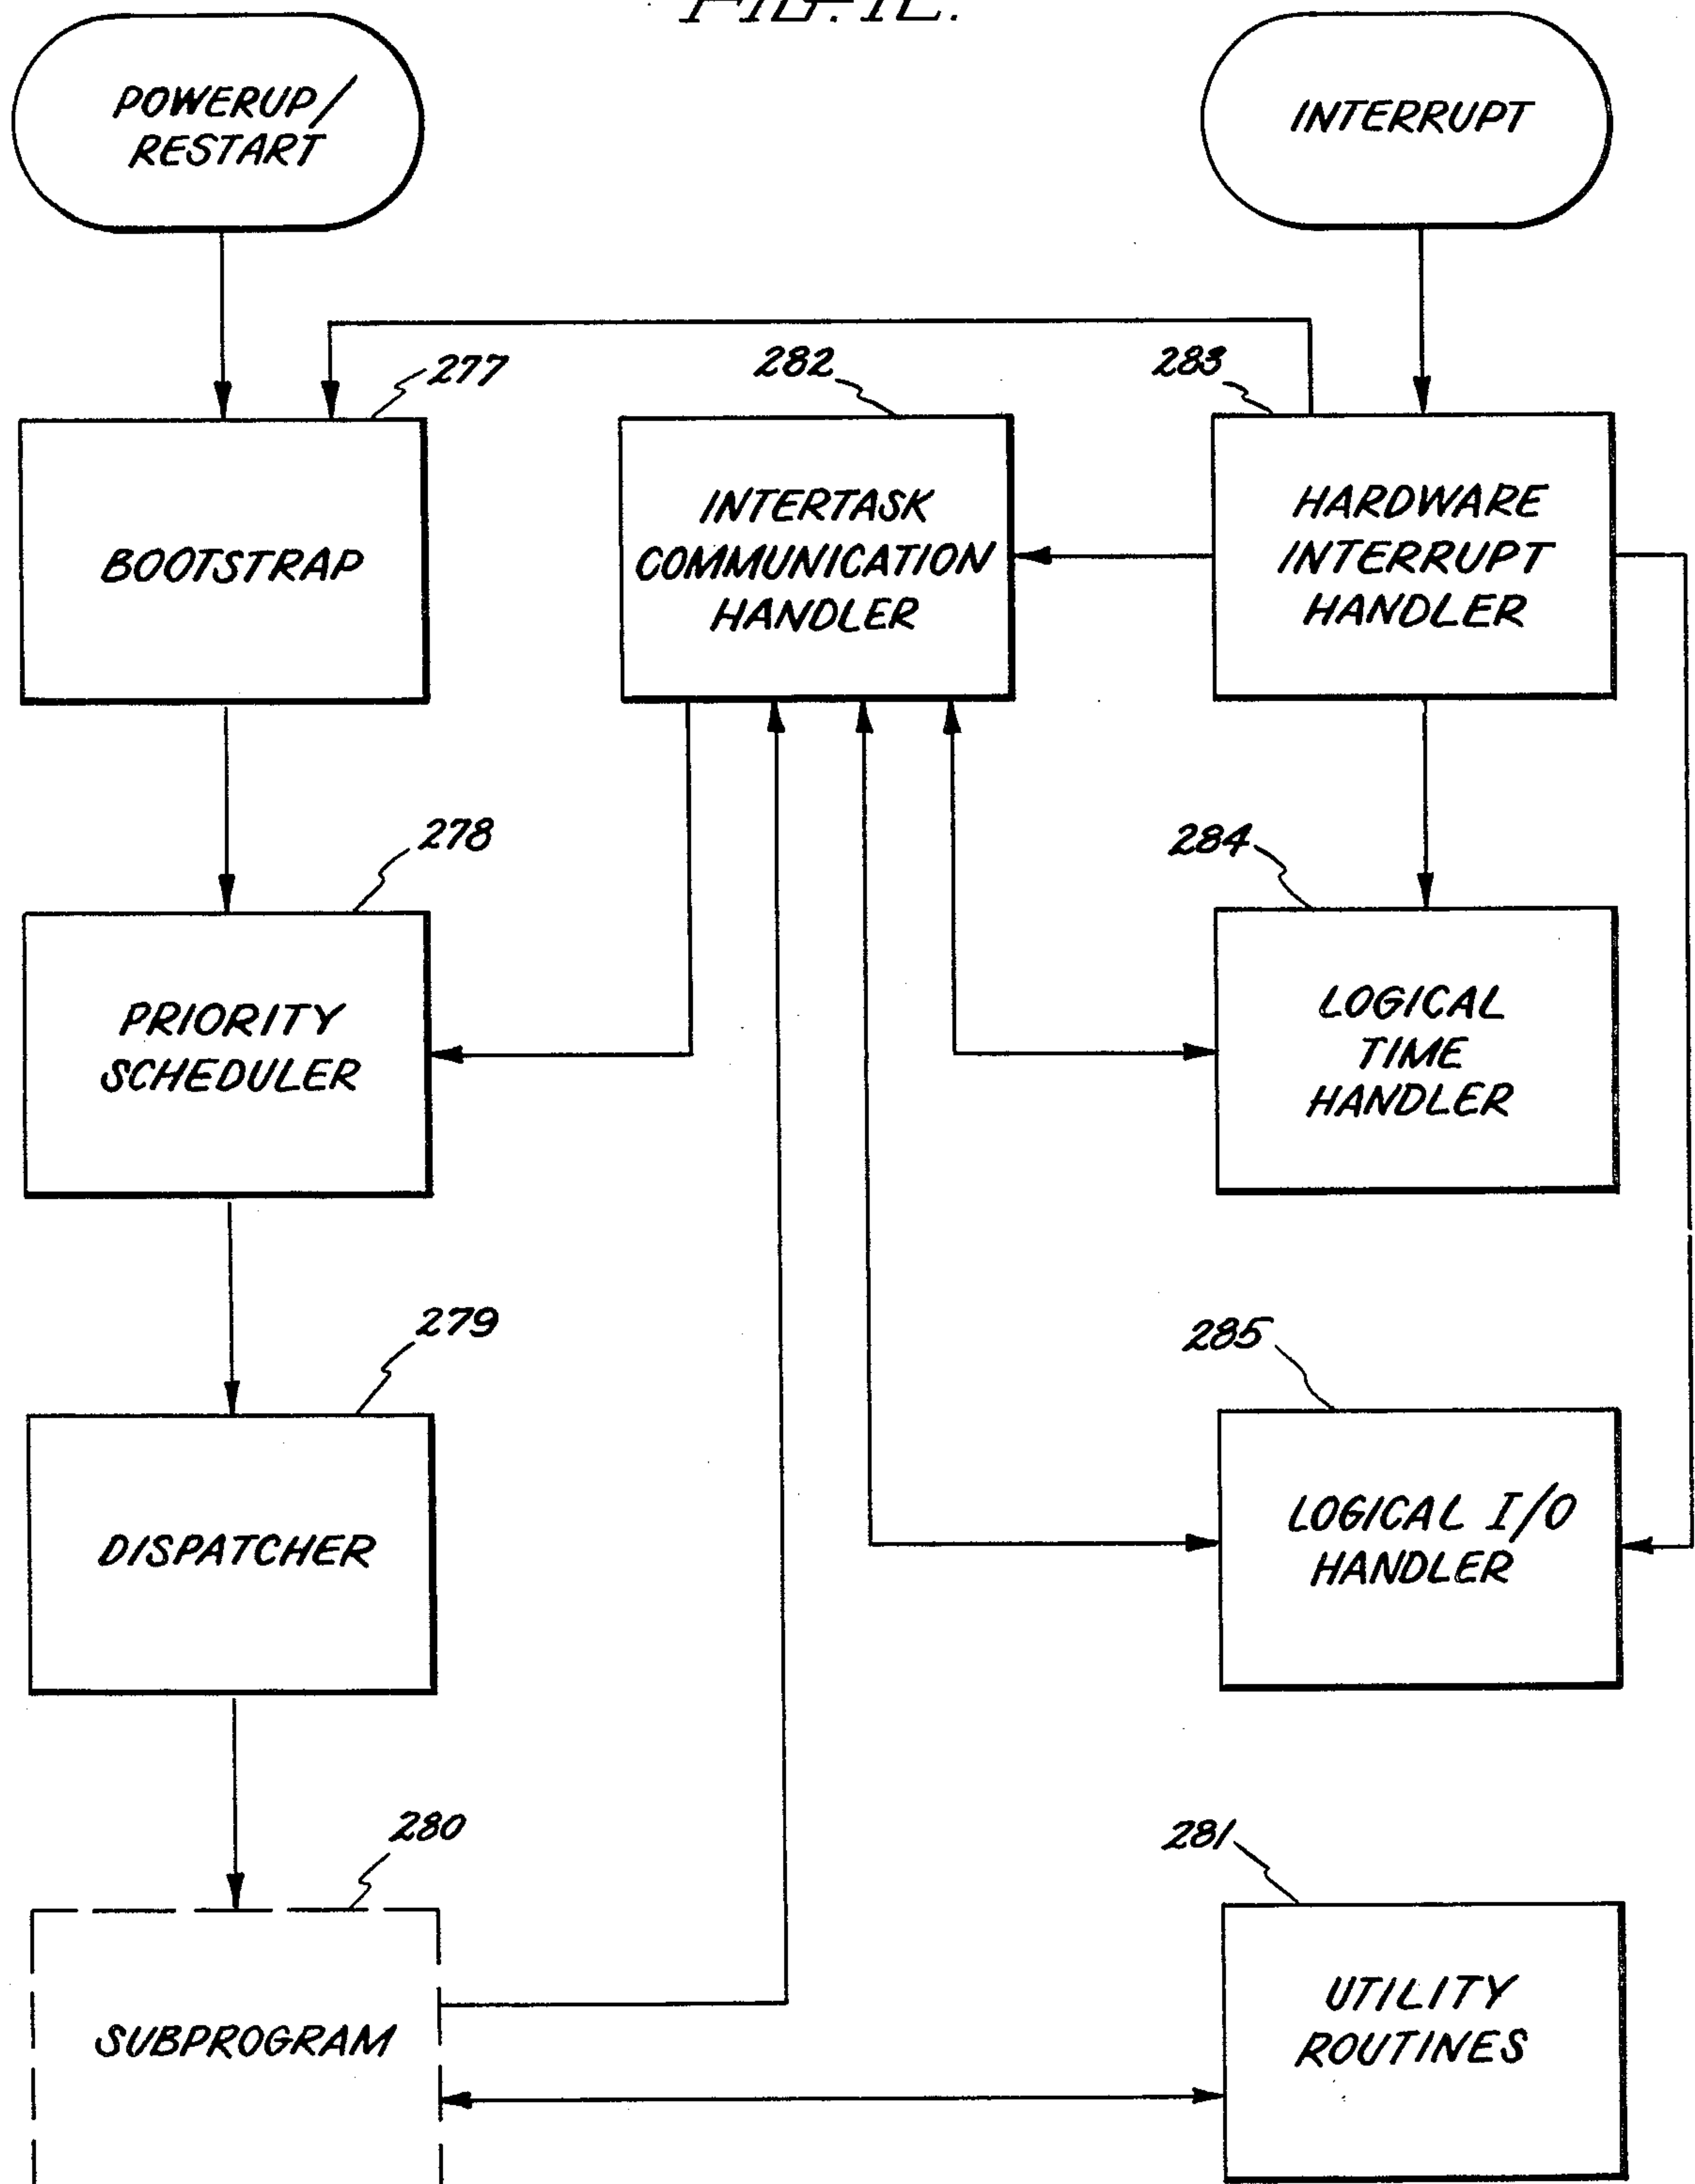 POWERUP/
RESTART
INTERRUPT
277
282
283
BOOTSTRAP
INTERTASK
COMMUNICATION
HANDLER
HARDWARE
INTERRUPT
HANDLER
278
284
PRIORITY
SCHEDULER
LOGICAL
TIME
HANDLER
279
285
DISPATCHER
LOGICAL I/O
HANDLER
280
281
SUBPROGRAM
UTILITY
ROUTINES